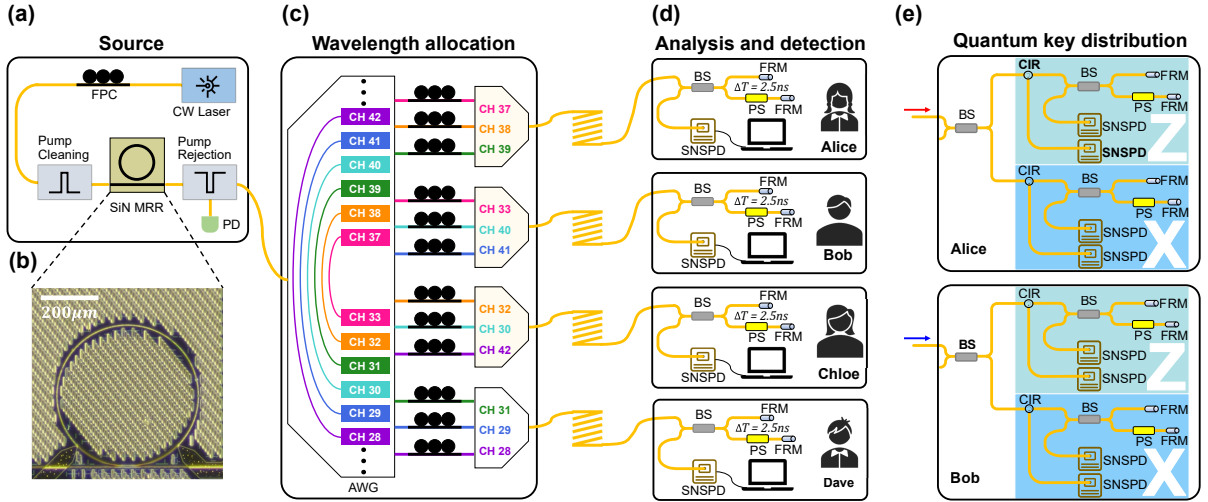 (a)
Source
FPC
CW Laser
Pump
Cleaning
Pump
Rejection
SiN MRR
PD
(b)
200μm
(c)
Wavelength allocation
CH 42
CH 41
CH 40
CH 39
CH 38
CH 37
CH 33
CH 32
CH 31
CH 30
CH 29
CH 28
AWG
CH 37
CH 38
CH 39
CH 33
CH 40
CH 41
CH 32
CH 30
CH 42
CH 31
CH 29
CH 28
(d)
Analysis and detection
BS
FRM
ΔT = 2.5ns
PS
FRM
SNSPD
Alice
BS
FRM
ΔT = 2.5ns
PS
FRM
SNSPD
Bob
BS
FRM
ΔT = 2.5ns
PS
FRM
SNSPD
Chloe
BS
FRM
ΔT = 2.5ns
PS
FRM
SNSPD
Dave
(e)
Quantum key distribution
CIR
BS
FRM
PS
FRM
BS
SNSPD
SNSPD
Z
CIR
BS
FRM
PS
FRM
SNSPD
SNSPD
X
Alice
CIR
BS
FRM
PS
FRM
BS
SNSPD
SNSPD
Z
CIR
BS
FRM
PS
FRM
SNSPD
SNSPD
X
Bob